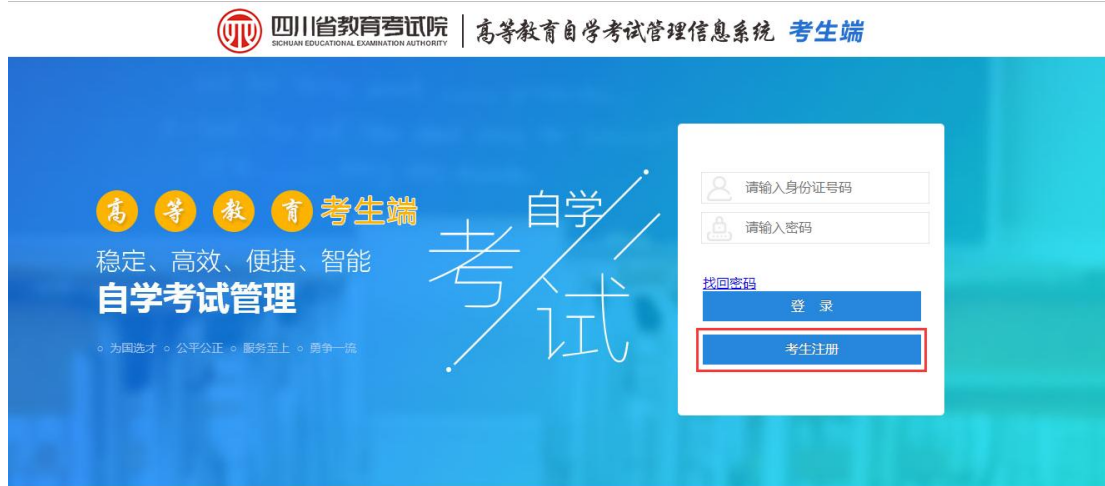 四川省教育考试院
SICHUAN EDUCATIONAL EXAMINATION AUTHORITY
高等教育自学考试管理信息系统 考生端
高等教育考生端
稳定、高效、便捷、智能
自学考试管理
。为国选才 。公平公正 。服务至上 。勇争一流
自学
考试
请输入身份证号码
请输入密码
找回密码
登 录
考生注册